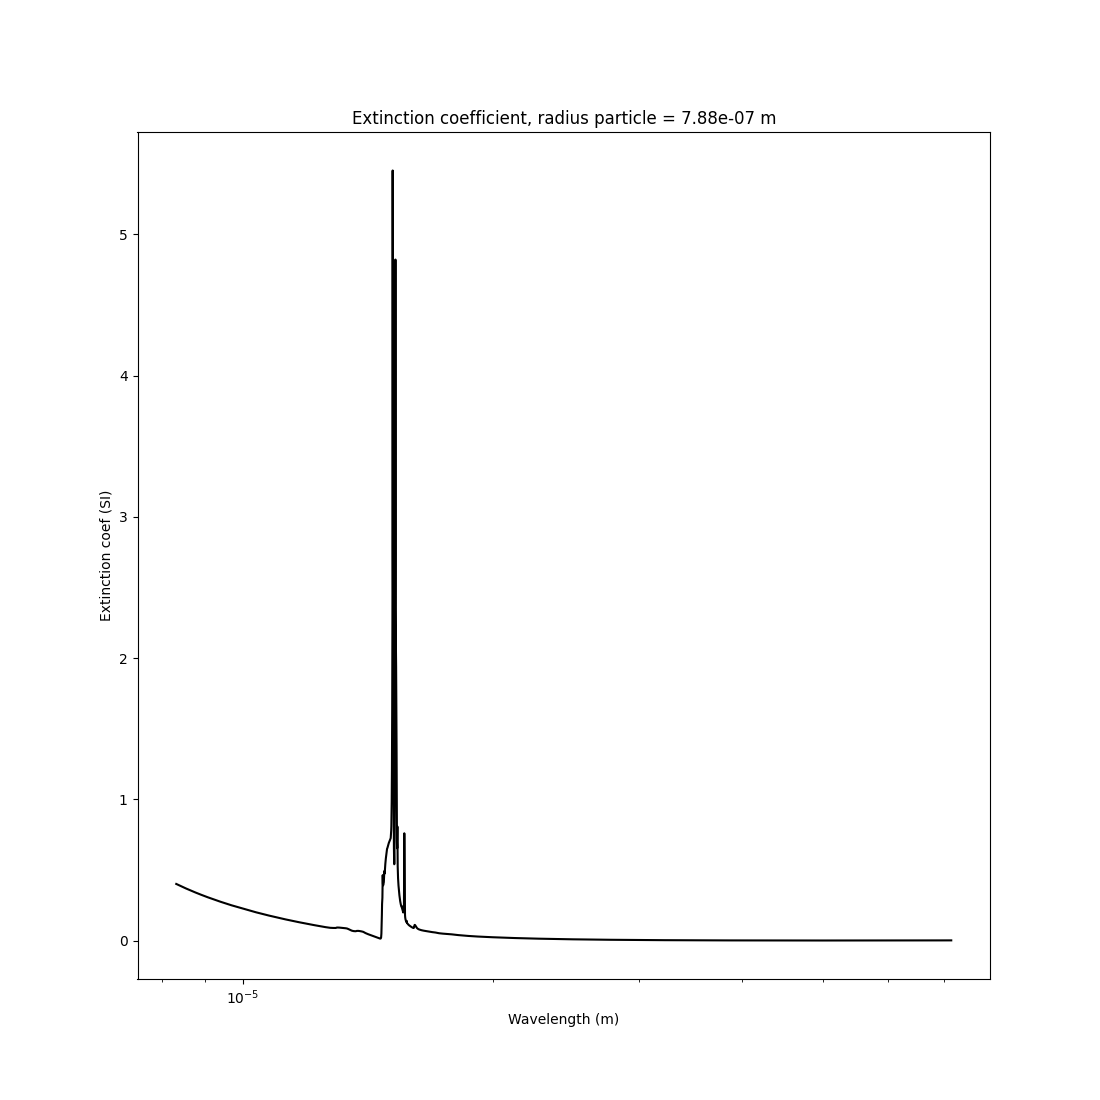 Extinction coefficient, radius particle = 7.88e-07 m
5
4
3
2
1
0
Extinction coef (SI)
10⁻⁵
Wavelength (m)